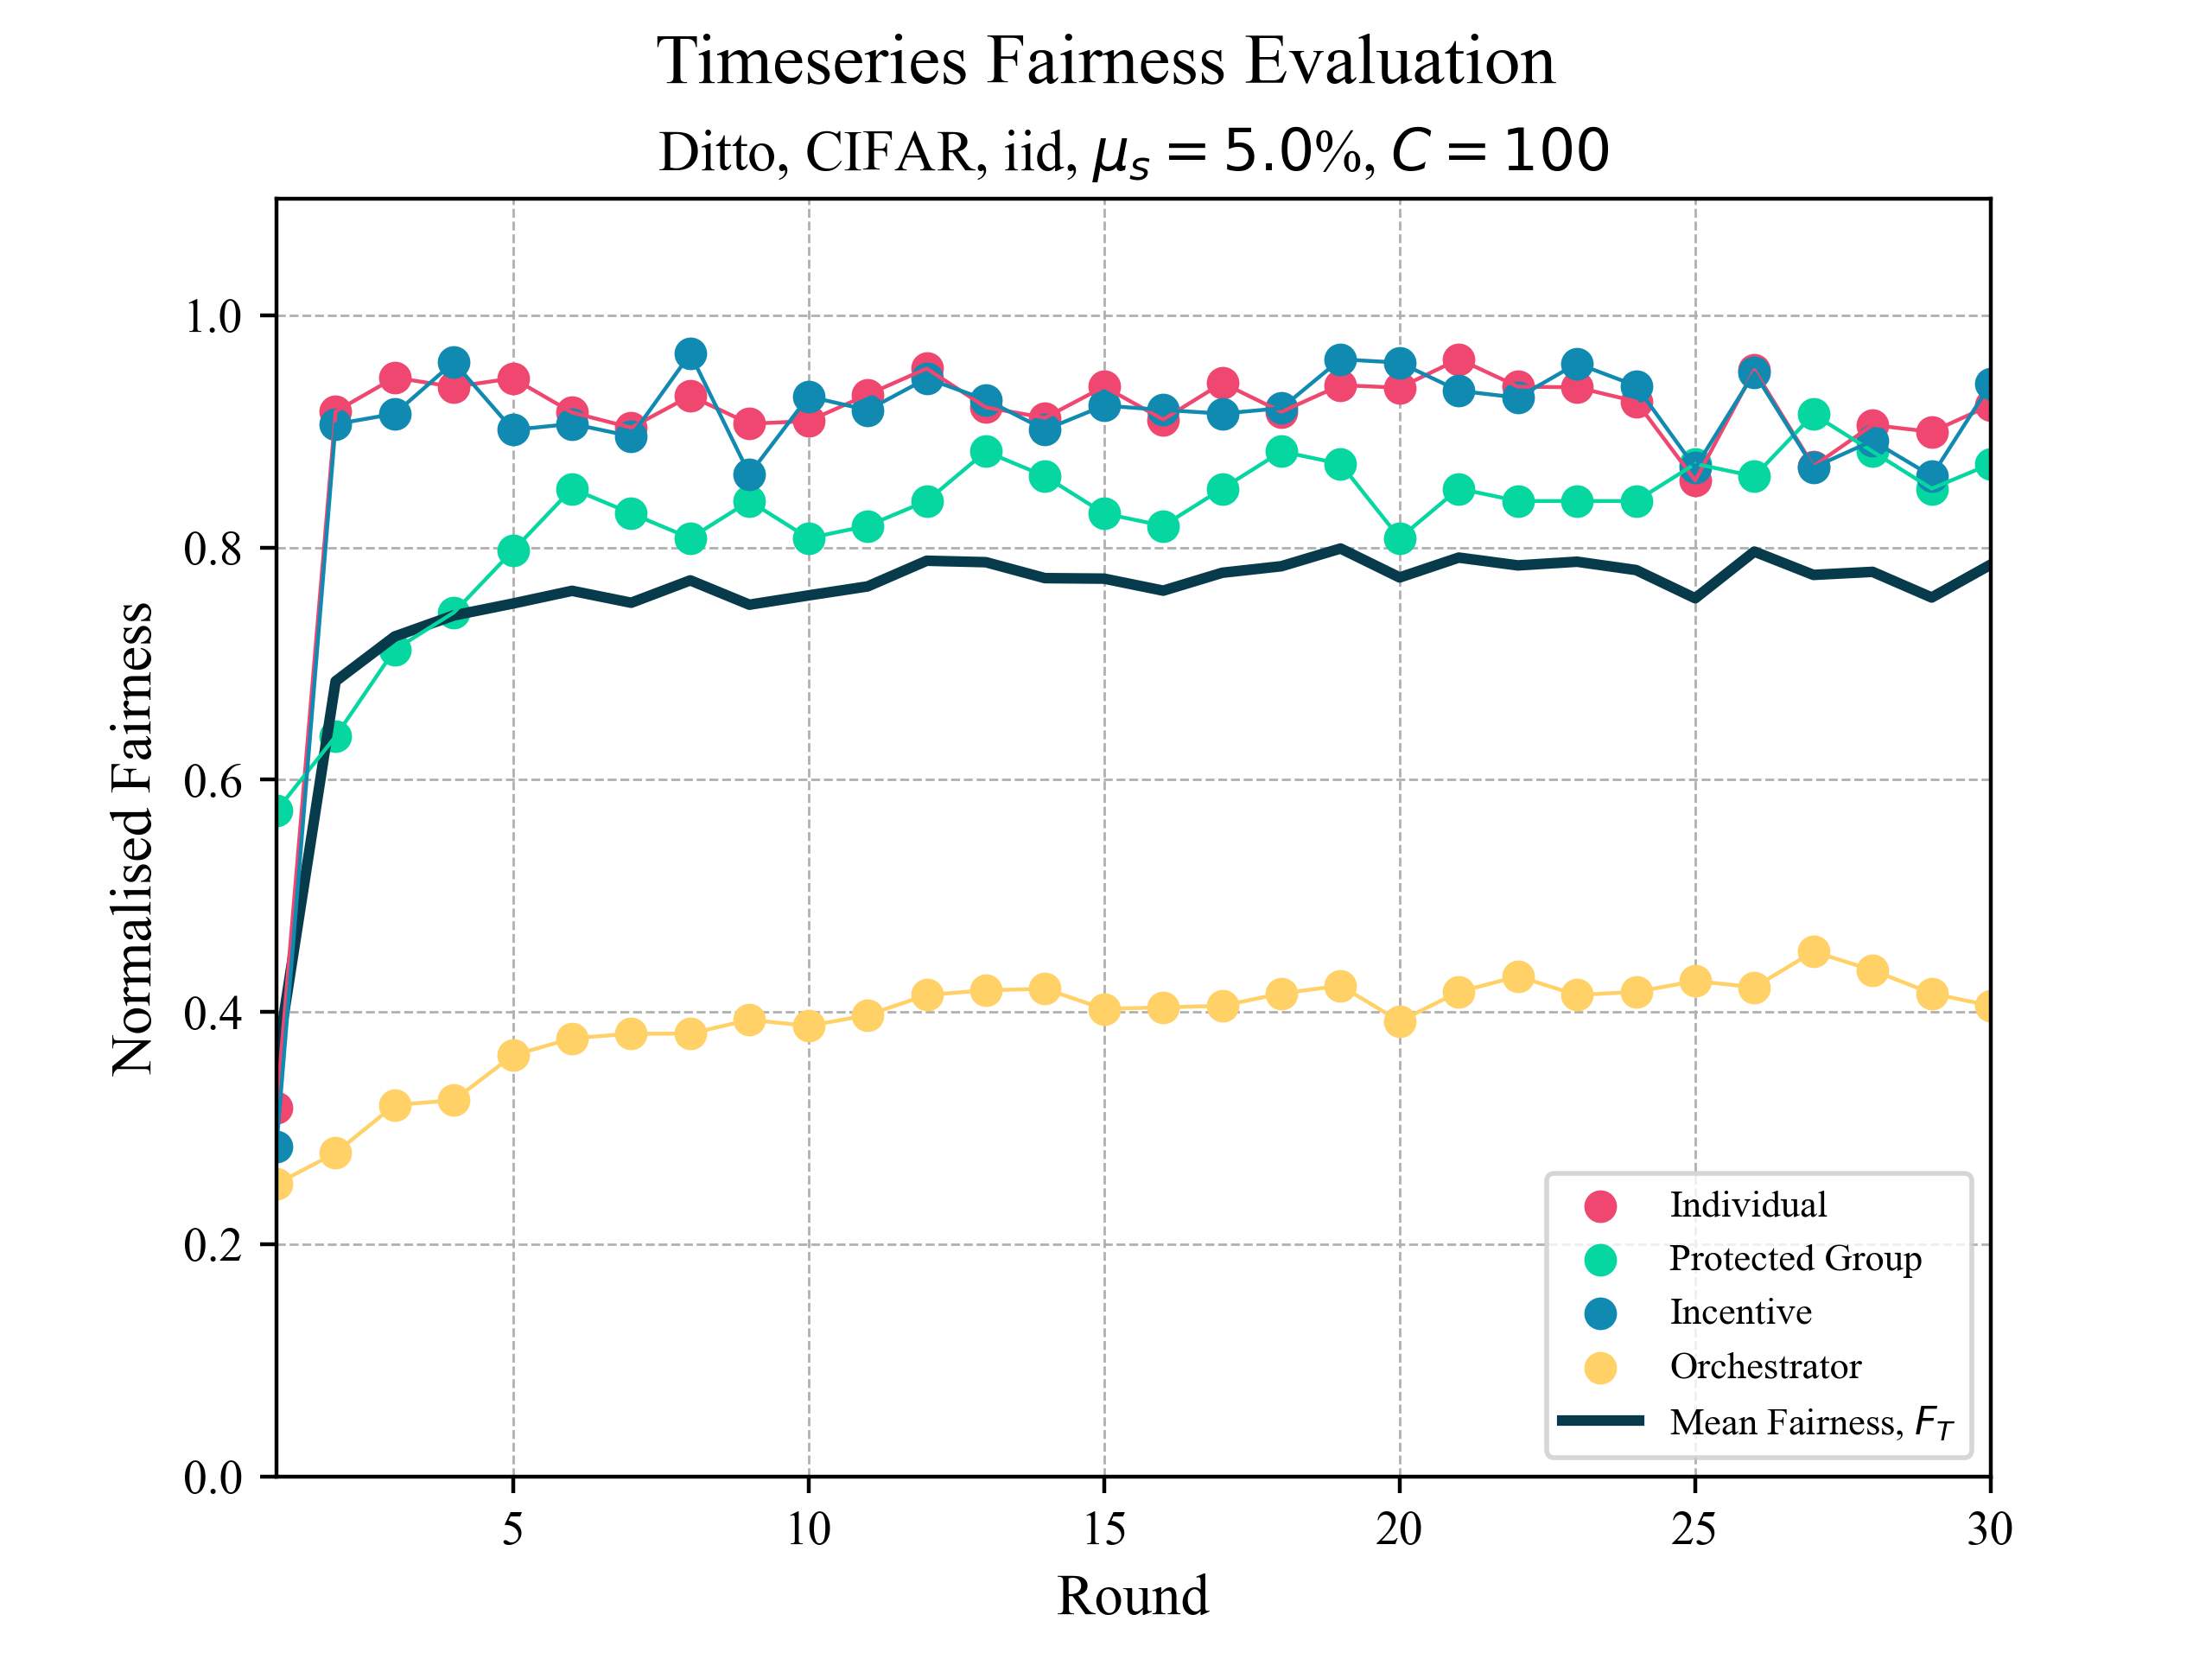 Timeseries Fairness Evaluation
Ditto, CIFAR, iid, μₛ = 5.0%, C = 100
Normalised Fairness
1.0
0.8
0.6
0.4
0.2
0.0
5
10
15
20
25
30
Round
Individual
Protected Group
Incentive
Orchestrator
Mean Fairness, F_T